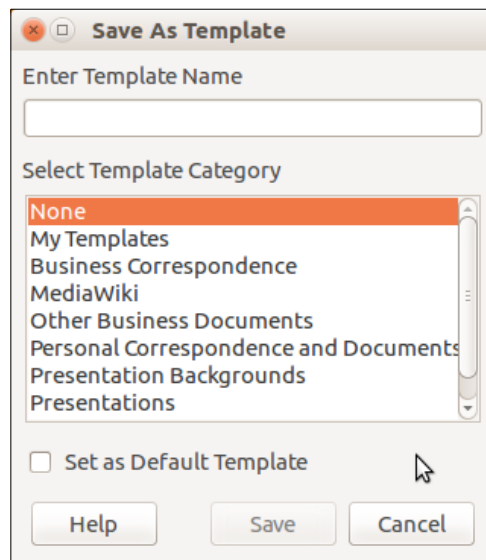 Save As Template
Enter Template Name
Select Template Category
None
My Templates
Business Correspondence
MediaWiki
Other Business Documents
Personal Correspondence and Documents
Presentation Backgrounds
Presentations
Set as Default Template
Help Save Cancel